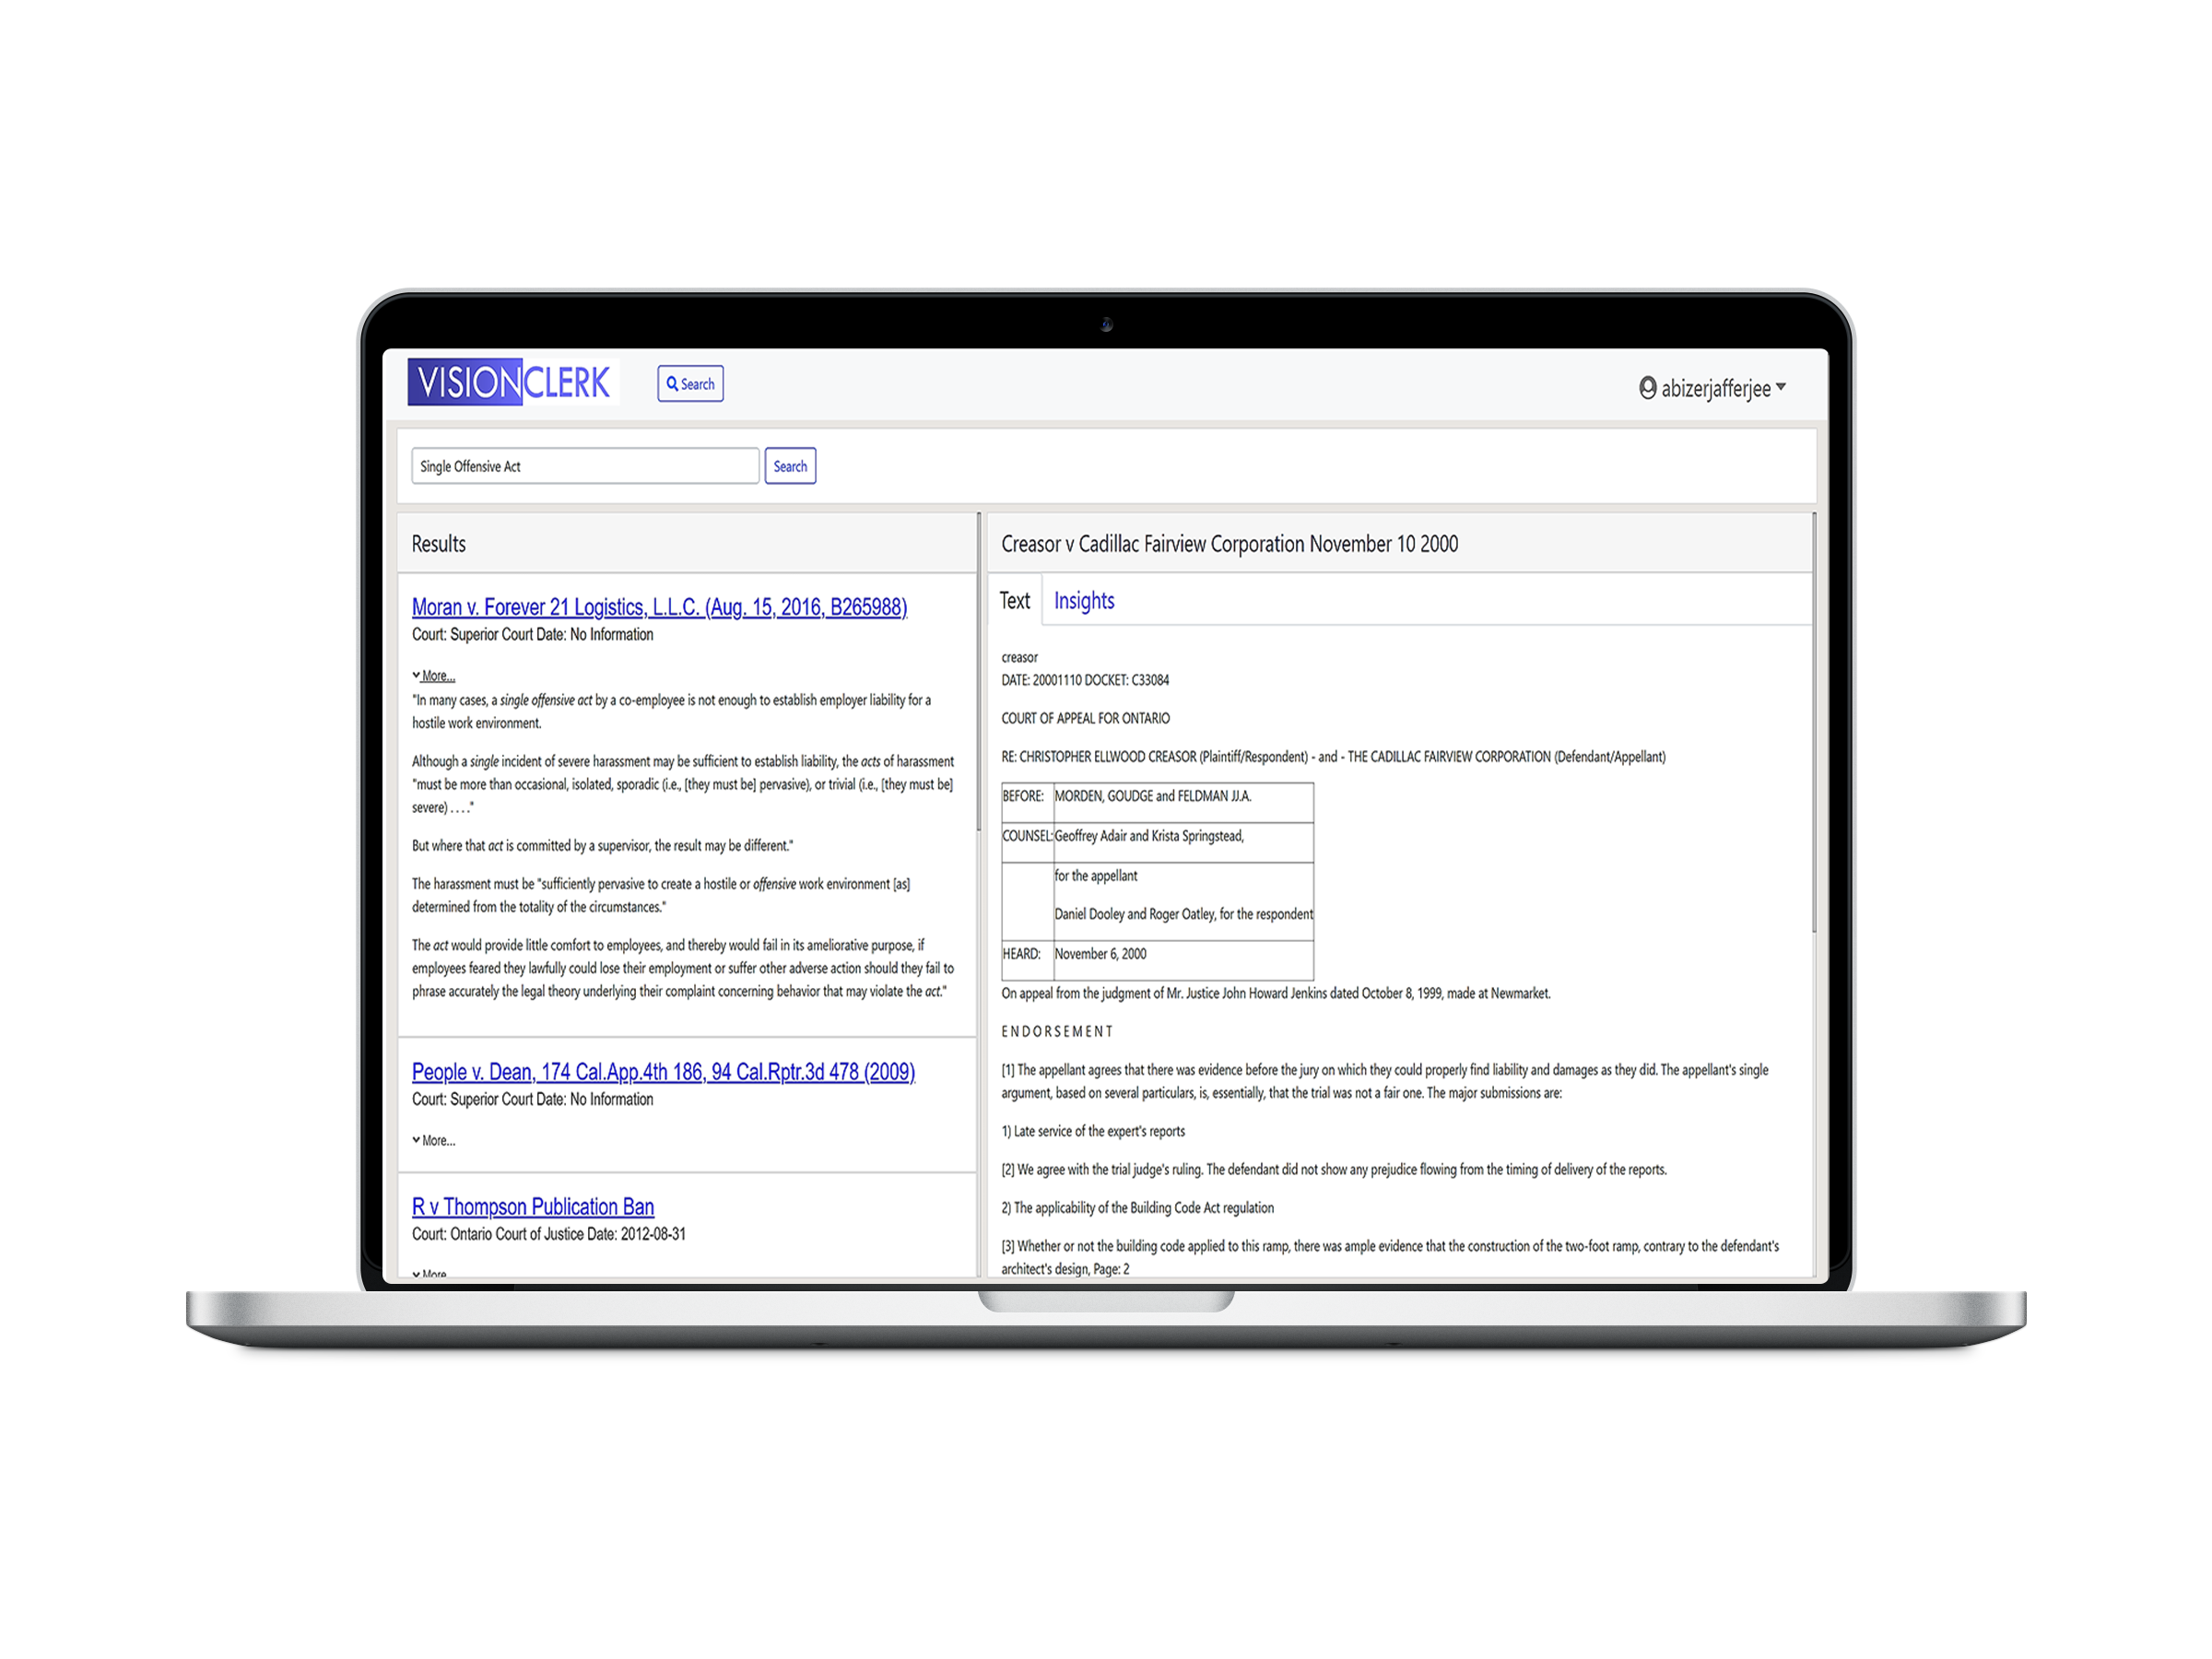 VISIONCLERK
Search
abizerjafferjee
Single Offensive Act
Search
Results
Moran v. Forever 21 Logistics, L.L.C. (Aug. 15, 2016, B265988)
Court: Superior Court Date: No Information
More...
"In many cases, a single offensive act by a co-employee is not enough to establish employer liability for a
hostile work environment.
Although a single incident of severe harassment may be sufficient to establish liability, the acts of harassment
"must be more than occasional, isolated, sporadic (i.e., [they must be] pervasive), or trivial (i.e., [they must be]
severe) . . . ."
But where that act is committed by a supervisor, the result may be different."
The harassment must be "sufficiently pervasive to create a hostile or offensive work environment [as]
determined from the totality of the circumstances."
The act would provide little comfort to employees, and thereby would fail in its ameliorative purpose, if
employees feared they lawfully could lose their employment or suffer other adverse action should they fail to
phrase accurately the legal theory underlying their complaint concerning behavior that may violate the act."
People v. Dean, 174 Cal.App.4th 186, 94 Cal.Rptr.3d 478 (2009)
Court: Superior Court Date: No Information
More...
R v Thompson Publication Ban
Court: Ontario Court of Justice Date: 2012-08-31
More
Creasor v Cadillac Fairview Corporation November 10 2000
Text Insights
creasor
DATE: 20001110 DOCKET: C33084
COURT OF APPEAL FOR ONTARIO
RE: CHRISTOPHER ELLWOOD CREASOR (Plaintiff/Respondent) - and - THE CADILLAC FAIRVIEW CORPORATION (Defendant/Appellant)
BEFORE: MORDEN, GOUDGE and FELDMAN JJ.A.
COUNSEL: Geoffrey Adair and Krista Springstead,
for the appellant
Daniel Dooley and Roger Oatley, for the respondent
HEARD: November 6, 2000
On appeal from the judgment of Mr. Justice John Howard Jenkins dated October 8, 1999, made at Newmarket.
E N D O R S E M E N T
[1] The appellant agrees that there was evidence before the jury on which they could properly find liability and damages as they did. The appellant's single
argument, based on several particulars, is, essentially, that the trial was not a fair one. The major submissions are:
1) Late service of the expert's reports
[2] We agree with the trial judge's ruling. The defendant did not show any prejudice flowing from the timing of delivery of the reports.
2) The applicability of the Building Code Act regulation
[3] Whether or not the building code applied to this ramp, there was ample evidence that the construction of the two-foot ramp, contrary to the defendant's
architect's design, Page: 2